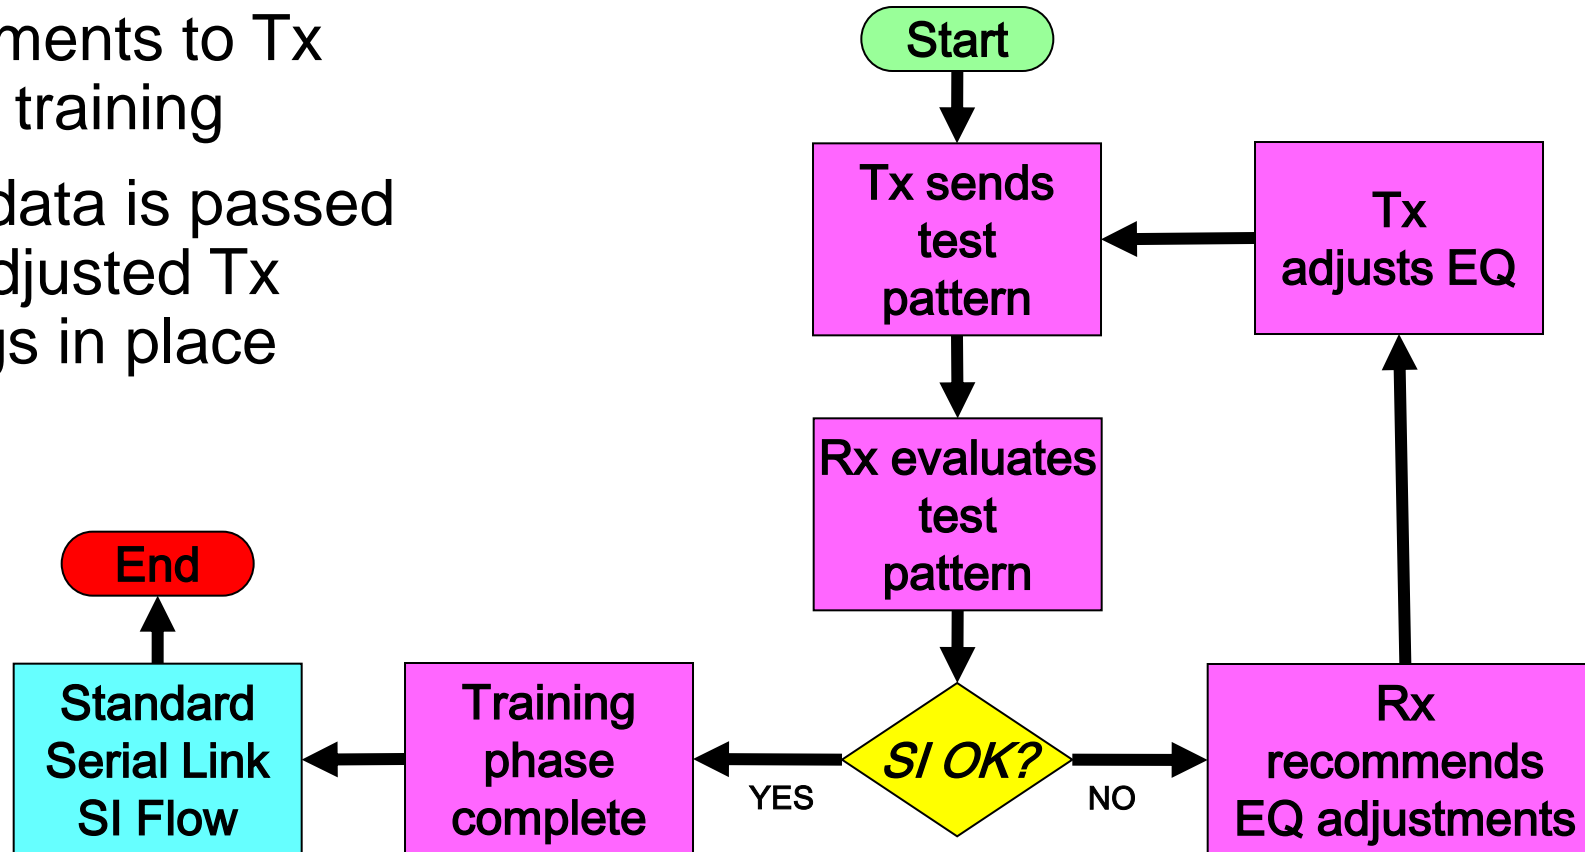 ments to Tx
training
data is passed
djusted Tx
gs in place
Start
Tx sends
test
pattern
Tx
adjusts EQ
Rx evaluates
test
pattern
SI OK?
YES
NO
Rx
recommends
EQ adjustments
Training
phase
complete
Standard
Serial Link
SI Flow
End